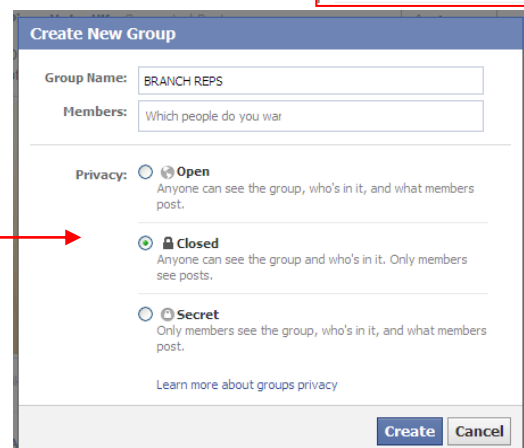 Create New Group
Group Name: BRANCH REPS
Members: Which people do you war
Privacy: Open
Anyone can see the group, who's in it, and what members
post.
Closed
Anyone can see the group and who's in it. Only members
see posts.
Secret
Only members see the group, who's in it, and what members
post.
Learn more about groups privacy
Create Cancel